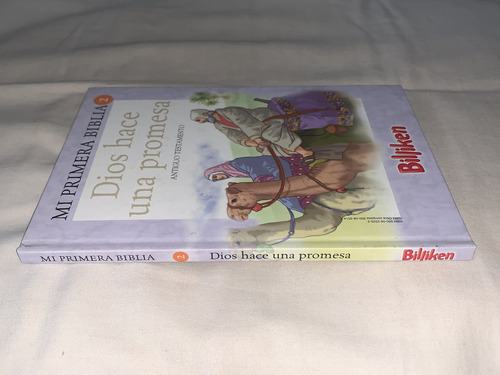 MI PRIMERA BIBLIA 2
Dios hace
una promesa
ANTIGUO TESTAMENTO
Billiken
MI PRIMERA BIBLIA 2 Dios hace una promesa Billiken